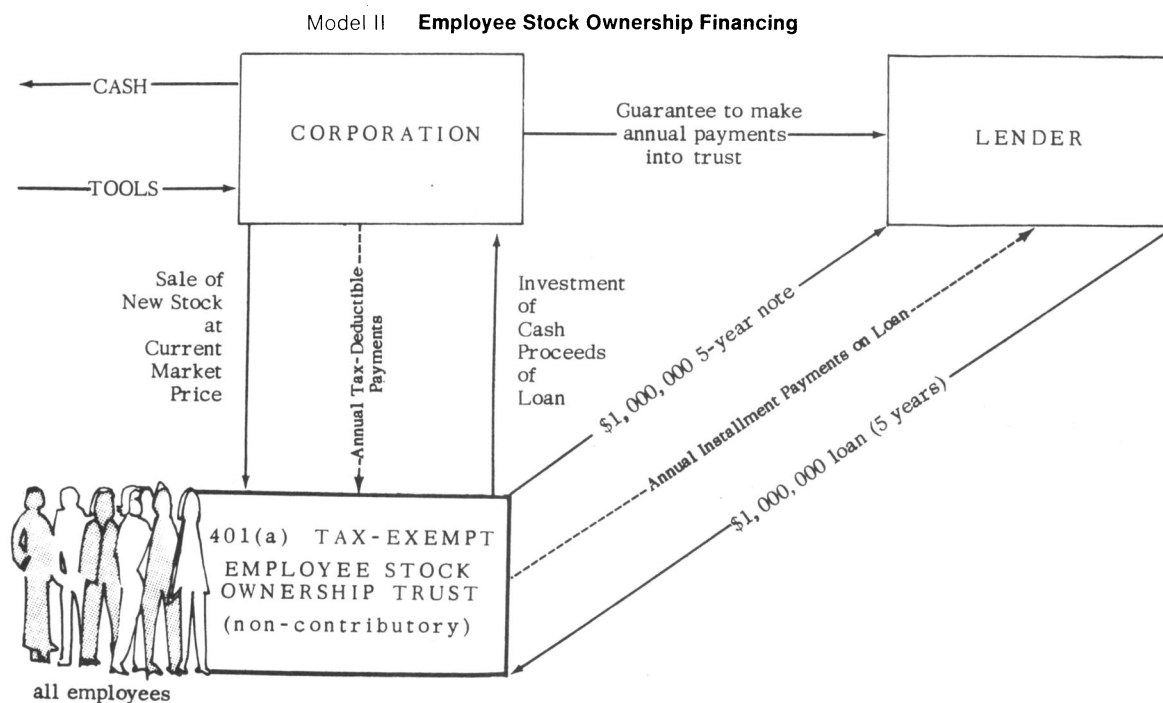 Model II Employee Stock Ownership Financing
CASH
CORPORATION
TOOLS
Guarantee to make
annual payments
into trust
LENDER
Sale of
New Stock
at
Current
Market
Price
Annual Tax-Deductible
Payments
Investment
of
Cash
Proceeds
of
Loan
$1,000,000 5-year note
Annual Installment Payments on Loan
$1,000,000 loan (5 years)
401(a) TAX-EXEMPT
EMPLOYEE STOCK
OWNERSHIP TRUST
(non-contributory)
all employees